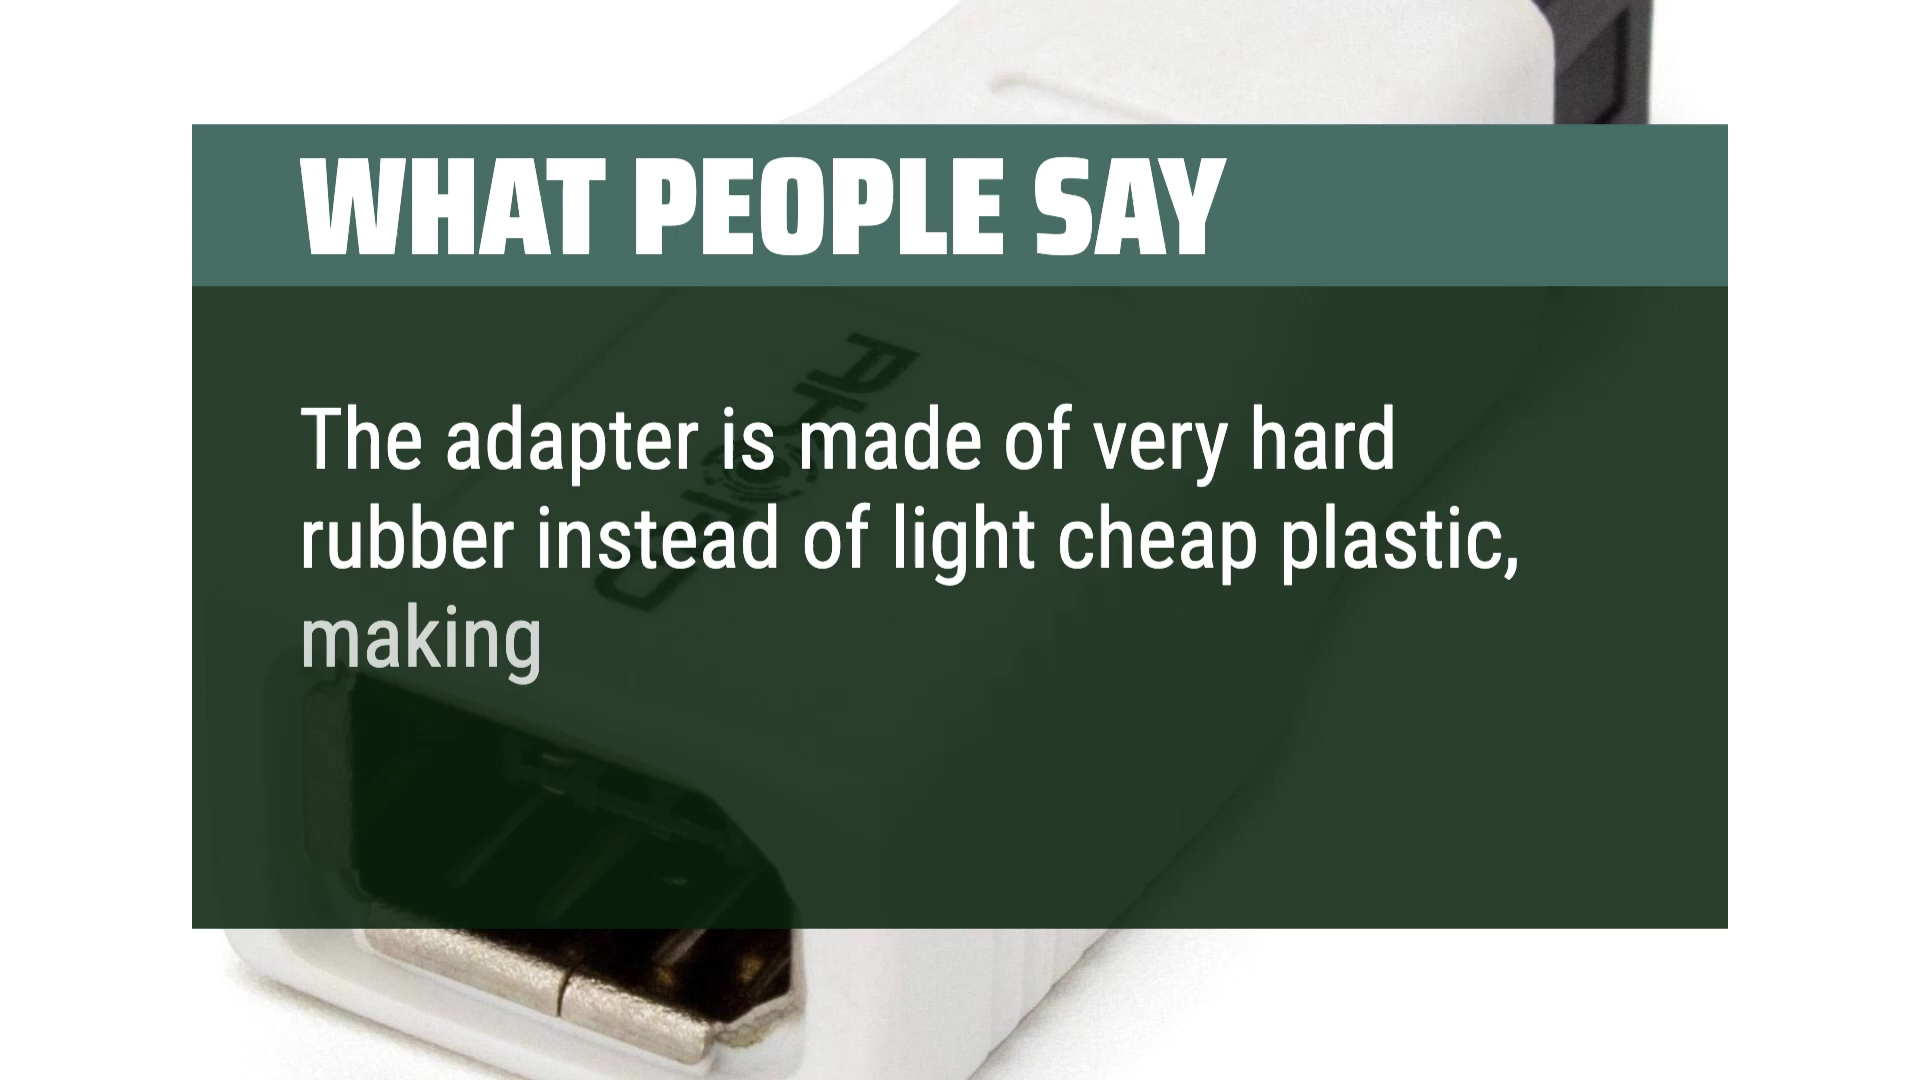 WHAT PEOPLE SAY
The adapter is made of very hard
rubber instead of light cheap plastic,
making